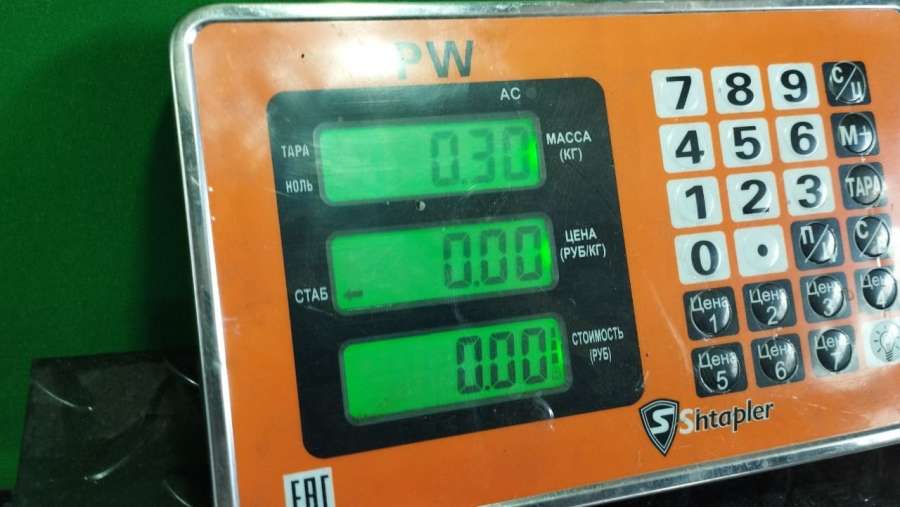 PW
AC
ТАРА
НОЛЬ
0.30
МАССА
(КГ)
0.00
ЦЕНА
(РУБ/КГ)
СТАБ ←
0.00
СТОИМОСТЬ
(РУБ)
7 8 9 С/Ц
4 5 6 М+
1 2 3 ТАРА
0 .
Цена 1
Цена 2
Цена 3
Цена 5
Цена 6
Shtapler
EAC